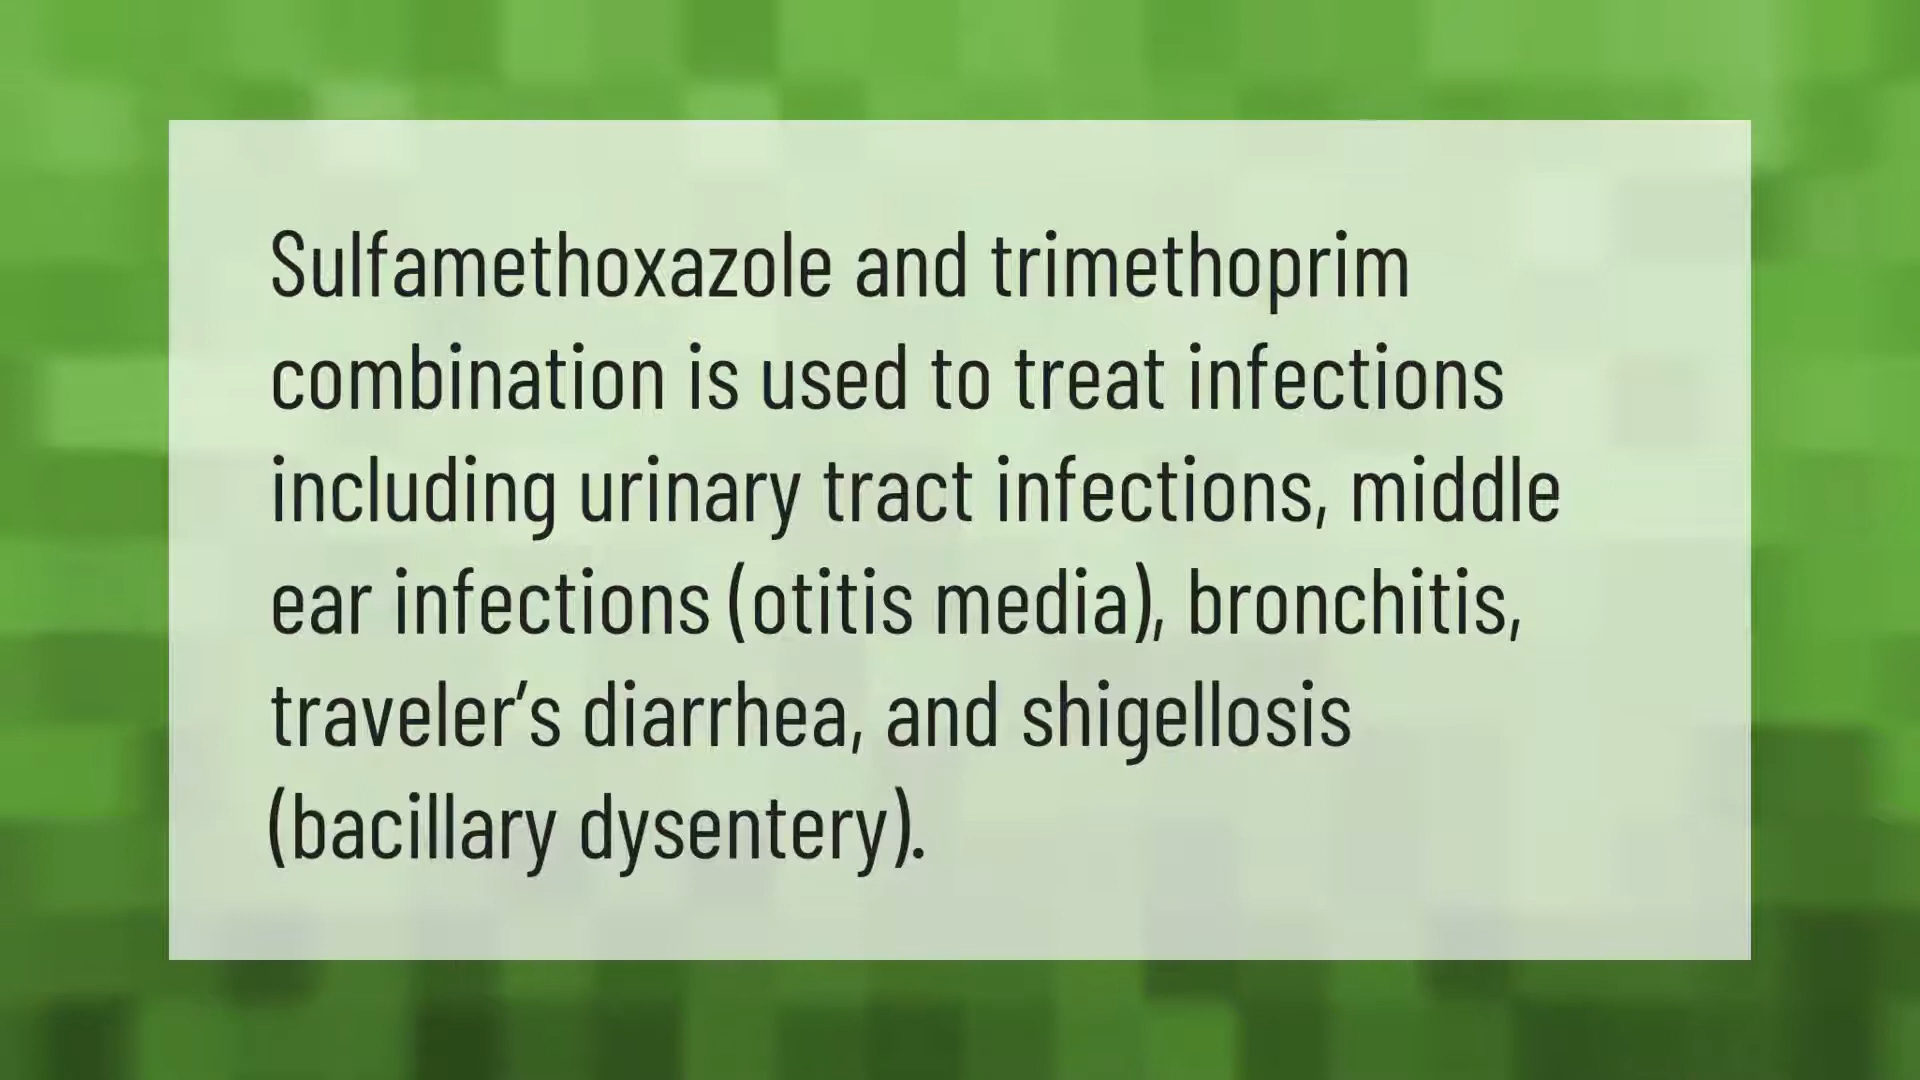 Sulfamethoxazole and trimethoprim
combination is used to treat infections
including urinary tract infections, middle
ear infections (otitis media), bronchitis,
traveler’s diarrhea, and shigellosis
(bacillary dysentery).